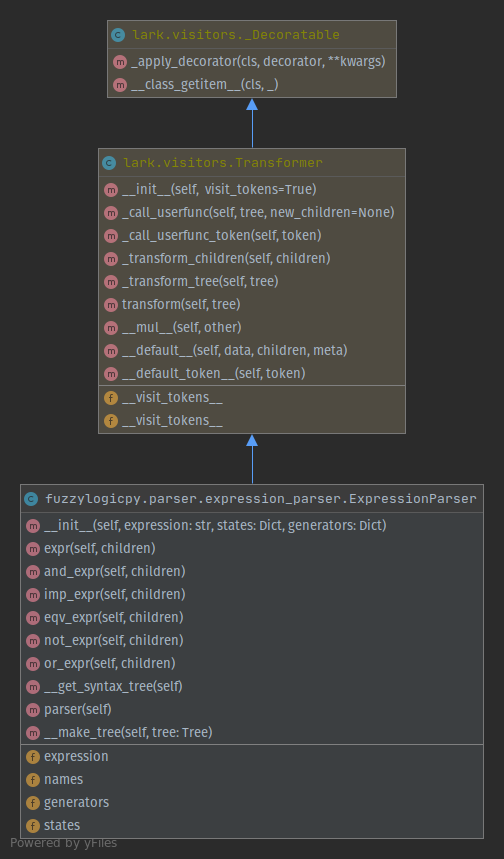 C lark.visitors._Decoratable
m _apply_decorator(cls, decorator, **kwargs)
m __class_getitem__(cls, _)
C lark.visitors.Transformer
m __init__(self, visit_tokens=True)
m _call_userfunc(self, tree, new_children=None)
m _call_userfunc_token(self, token)
m _transform_children(self, children)
m _transform_tree(self, tree)
m transform(self, tree)
m __mul__(self, other)
m __default__(self, data, children, meta)
m __default_token__(self, token)
f __visit_tokens__
f __visit_tokens__
C fuzzylogicpy.parser.expression_parser.ExpressionParser
m __init__(self, expression: str, states: Dict, generators: Dict)
m expr(self, children)
m and_expr(self, children)
m imp_expr(self, children)
m eqv_expr(self, children)
m not_expr(self, children)
m or_expr(self, children)
m __get_syntax_tree(self)
m parser(self)
m __make_tree(self, tree: Tree)
f expression
f names
f generators
f states
Powered by yFiles